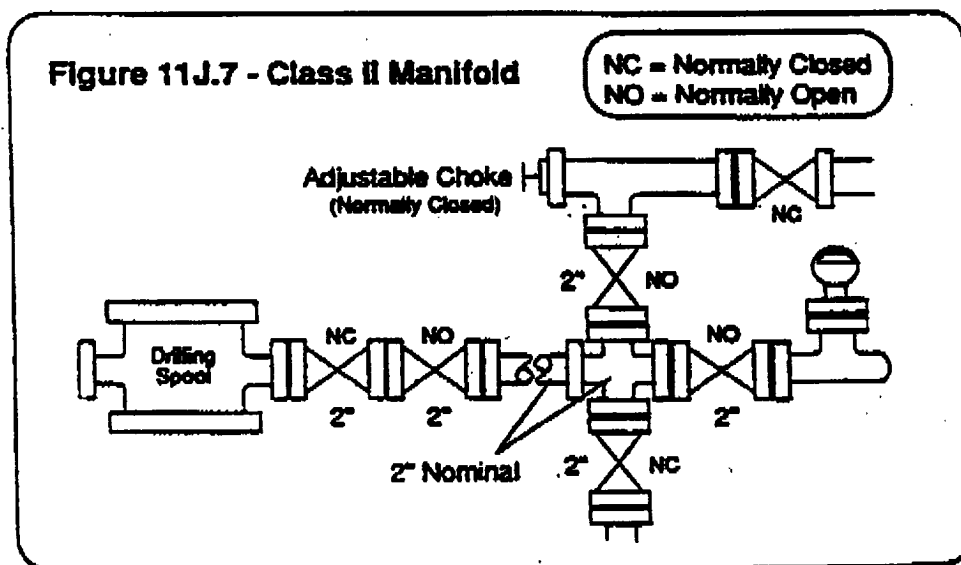 Figure 11J.7 - Class II Manifold
NC = Normally Closed
NO = Normally Open
Adjustable Choke
(Normally Closed)
NC
2"
NO
Drilling
Spool
NC
NO
NO
2"
2"
2"
2" Nominal
2"
NC